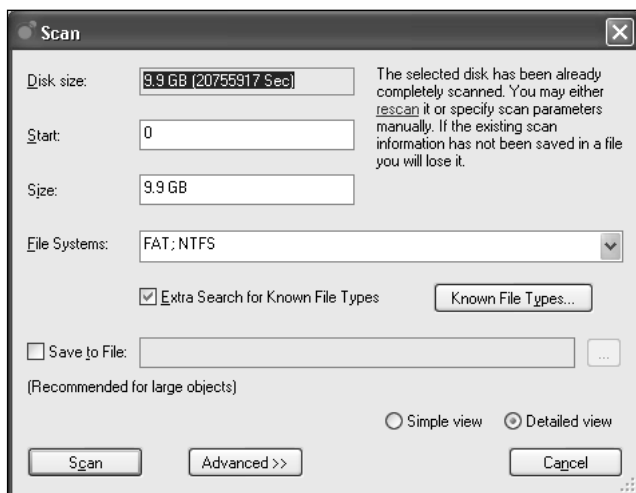 Scan
Disk size: 9.9 GB (20755917 Sec)
Start: 0
Size: 9.9 GB
The selected disk has been already
completely scanned. You may either
rescan it or specify scan parameters
manually. If the existing scan
information has not been saved in a file
you will lose it.
File Systems: FAT; NTFS
Extra Search for Known File Types
Known File Types...
Save to File:
...
(Recommended for large objects)
Simple view
Detailed view
Scan
Advanced >>
Cancel